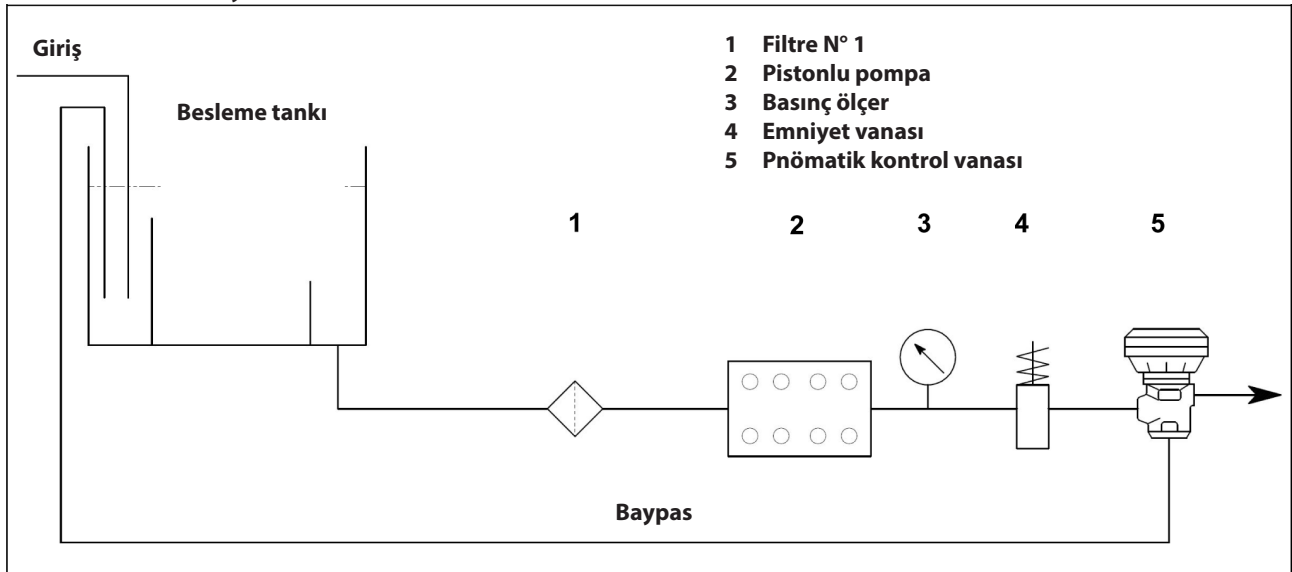 Giriş
Besleme tankı
1 Filtre N° 1
2 Pistonlu pompa
3 Basınç ölçer
4 Emniyet vanası
5 Pnömatik kontrol vanası
1 2 3 4 5
Baypas